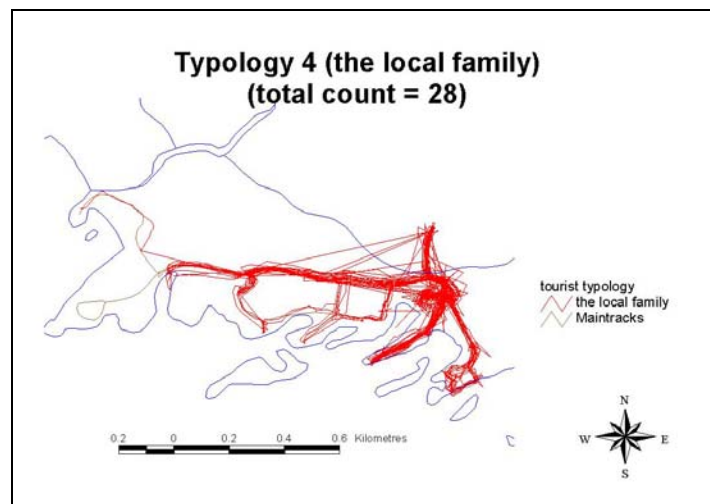 Typology 4 (the local family)
(total count = 28)
tourist typology
the local family
Maintracks
0.2 0 0.2 0.4 0.6 Kilometres
N
W E
S